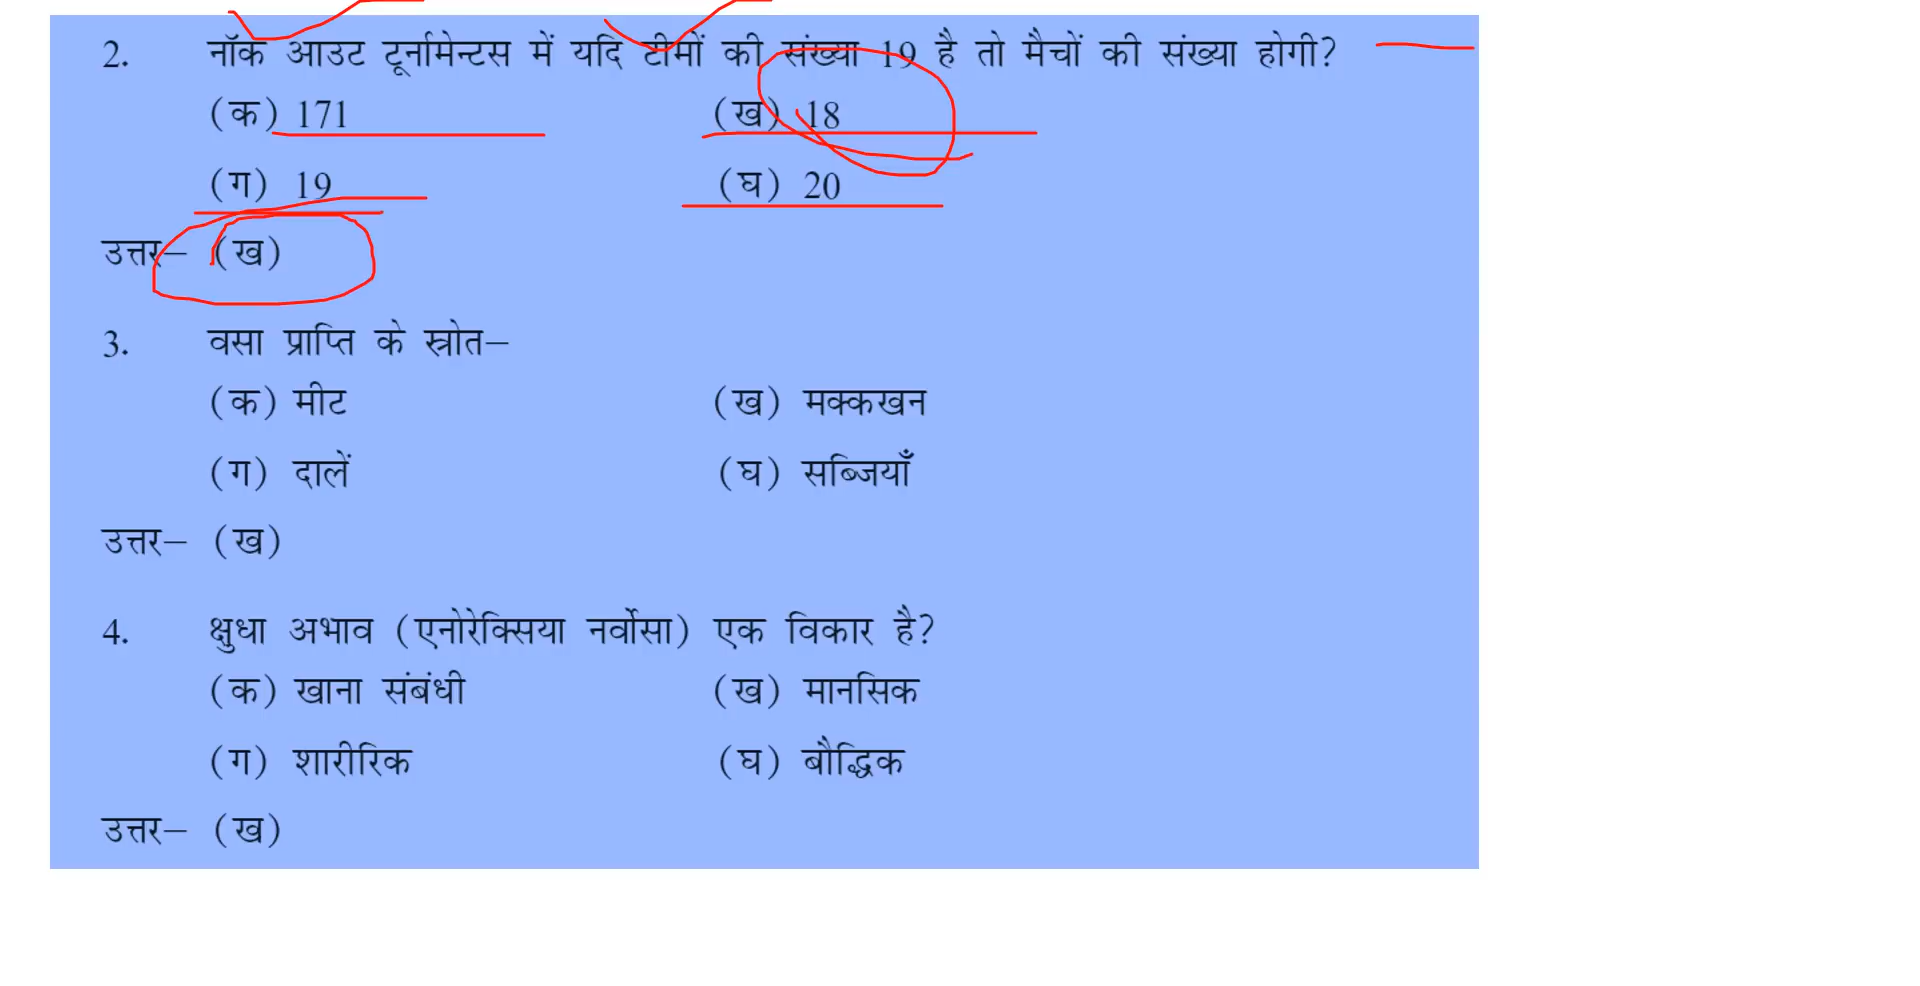 2. नॉक आउट टूर्नामेन्टस में यदि टीमों की संख्या 19 है तो मैचों की संख्या होगी?
(क) 171 (ख) 18
(ग) 19 (घ) 20
उत्तर– (ख)
3. वसा प्राप्ति के स्त्रोत–
(क) मीट (ख) मक्कखन
(ग) दालें (घ) सब्जियाँ
उत्तर– (ख)
4. क्षुधा अभाव (एनोरेक्सिया नर्वोसा) एक विकार है?
(क) खाना संबंधी (ख) मानसिक
(ग) शारीरिक (घ) बौद्धिक
उत्तर– (ख)